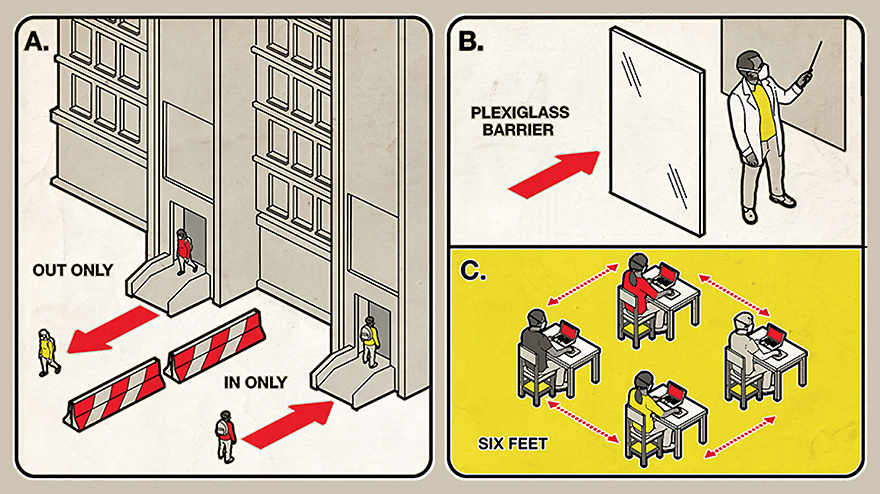 A.
OUT ONLY
IN ONLY
B.
PLEXIGLASS
BARRIER
C.
SIX FEET